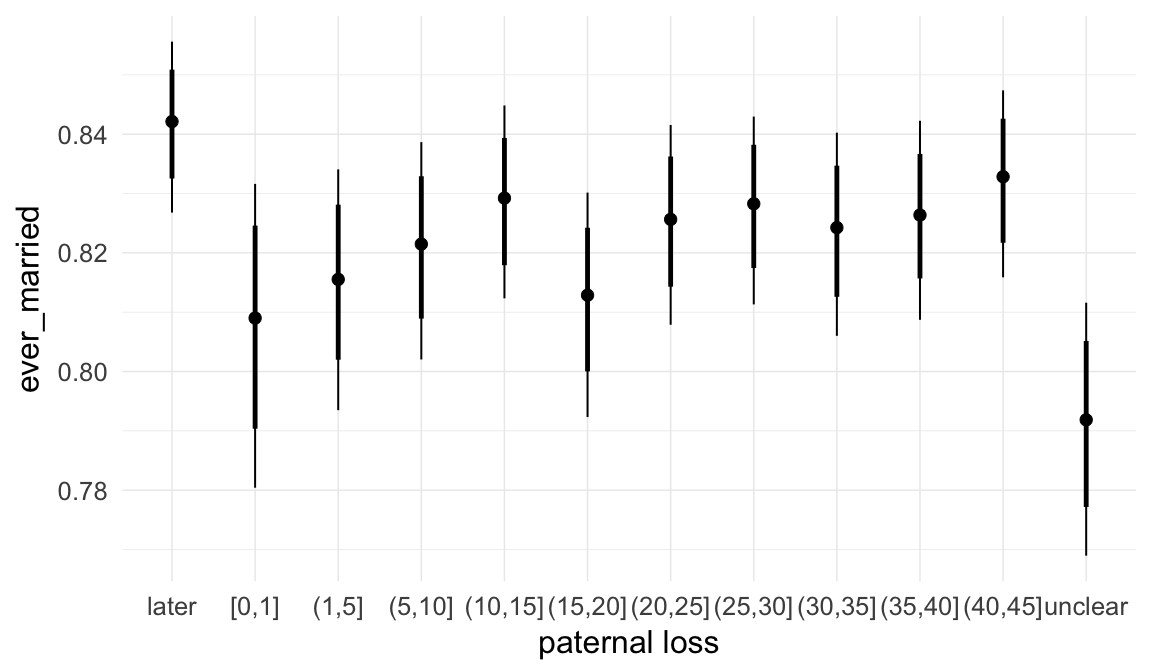 0.84
0.82
0.80
0.78
ever_married
later [0,1] (1,5] (5,10] (10,15] (15,20] (20,25] (25,30] (30,35] (35,40] (40,45] unclear
paternal loss